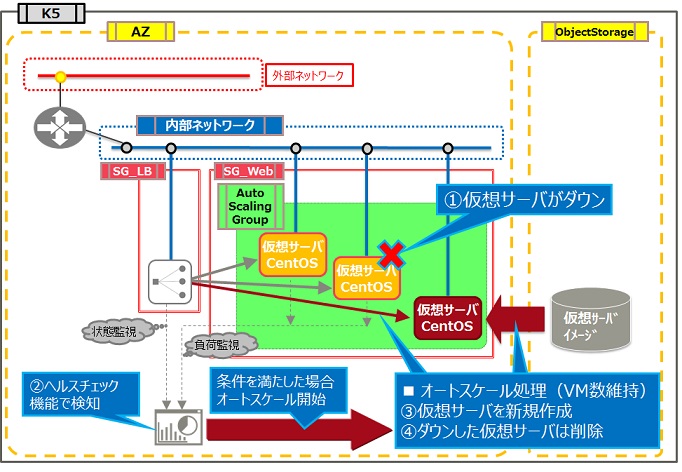 K5
AZ
ObjectStorage
外部ネットワーク
内部ネットワーク
SG_LB
SG_Web
Auto
Scaling
Group
①仮想サーバがダウン
仮想サーバ
CentOS
仮想サーバ
CentOS
仮想サーバ
CentOS
仮想サーバ
イメージ
状態監視
負荷監視
②ヘルスチェック
機能で検知
条件を満たした場合
オートスケール開始
■ オートスケール処理（VM数維持）
③仮想サーバを新規作成
④ダウンした仮想サーバは削除